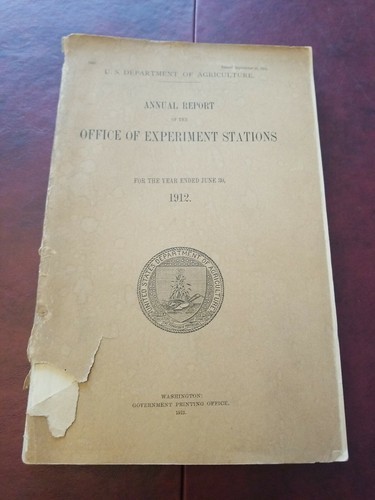 U. S. DEPARTMENT OF AGRICULTURE.
ANNUAL REPORT
OF THE
OFFICE OF EXPERIMENT STATIONS
FOR THE YEAR ENDED JUNE 30,
1912.
UNITED STATES DEPARTMENT OF AGRICULTURE
WASHINGTON:
GOVERNMENT PRINTING OFFICE.
1913.